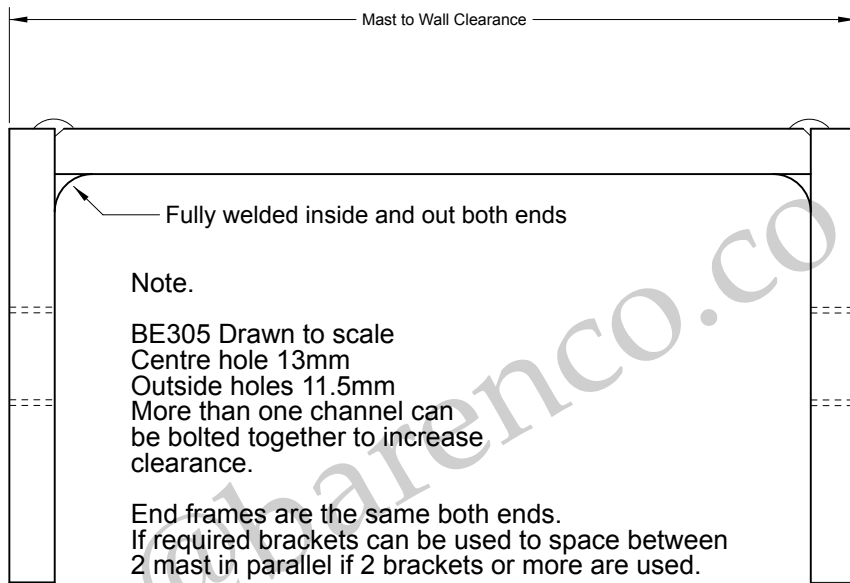 Mast to Wall Clearance
Fully welded inside and out both ends
Note.
BE305 Drawn to scale
Centre hole 13mm
Outside holes 11.5mm
More than one channel can
be bolted together to increase
clearance.
End frames are the same both ends.
If required brackets can be used to space between
2 mast in parallel if 2 brackets or more are used.
@barenco.co